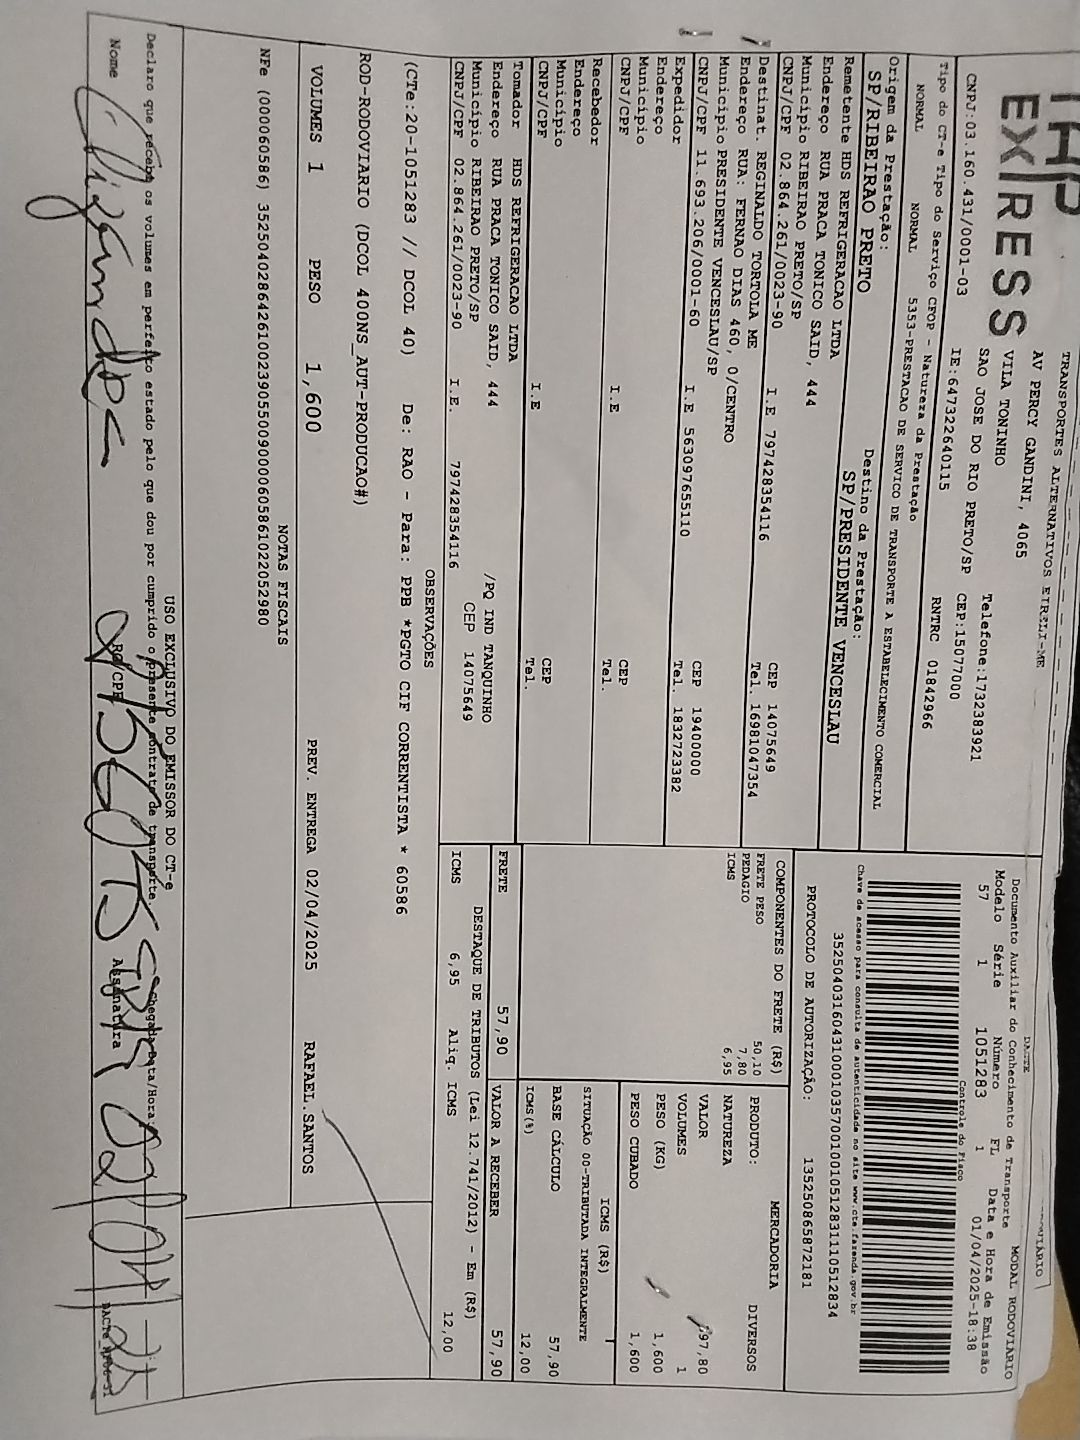 EX/RESS
TRANSPORTES ALTERNATIVOS EIRELI-ME
AV PERCY GANDINI, 4065
VILA TONINHO
SAO JOSE DO RIO PRETO/SP
Telefone:1732383921
CEP:15077000
CNPJ:03.160.431/0001-03
IE:647322640115
RNTRC 01842966
DACTE
MODAL RODOVIÁRIO
Documento Auxiliar do Conhecimento de Transporte
Modelo Série Número FL Data e Hora de Emissão
57 1 1051283 1 01/04/2025-18:38
Controle do Fisco
Chave de acesso para consulta de autenticidade no site www.cte.fazenda.gov.br
35250403160431000103570010010512831110512834
PROTOCOLO DE AUTORIZAÇÃO: 135250865872181
Tipo do CT-e Tipo do Serviço CFOP - Natureza da Prestação
NORMAL NORMAL 5353-PRESTACAO DE SERVICO DE TRANSPORTE A ESTABELECIMENTO COMERCIAL
Origem da Prestação: Destino da Prestação:
SP/RIBEIRAO PRETO SP/PRESIDENTE VENCESLAU
Remetente HDS REFRIGERACAO LTDA
Endereço RUA PRACA TONICO SAID, 444
Município RIBEIRAO PRETO/SP CEP 14075649
CNPJ/CPF 02.864.261/0023-90 I.E 797428354116 Tel. 16981047354
Destinat. REGINALDO TORTOLA ME
Endereço RUA: FERNAO DIAS 460, 0/CENTRO
Município PRESIDENTE VENCESLAU/SP CEP 19400000
CNPJ/CPF 11.693.206/0001-60 I.E 563097655110 Tel. 1832723382
Expedidor
Endereço
Município CEP
CNPJ/CPF I.E Tel.
Recebedor
Endereço
Município CEP
CNPJ/CPF I.E Tel.
Tomador HDS REFRIGERACAO LTDA
Endereço RUA PRACA TONICO SAID, 444 /PQ IND TANQUINHO
Município RIBEIRAO PRETO/SP CEP 14075649
CNPJ/CPF 02.864.261/0023-90 I.E. 797428354116
COMPONENTES DO FRETE (R$)
FRETE PESO 50,10
PEDAGIO 7,80
ICMS 6,95
MERCADORIA
PRODUTO: DIVERSOS
NATUREZA
VALOR 97,80
VOLUMES 1
PESO (KG) 1,600
PESO CUBADO 1,600
ICMS (R$)
SITUAÇÃO 00-TRIBUTADA INTEGRALMENTE
BASE CÁLCULO 57,90
ICMS(%) 12,00
FRETE 57,90 VALOR A RECEBER 57,90
DESTAQUE DE TRIBUTOS (Lei 12.741/2012) - Em (R$)
ICMS 6,95 Aliq. ICMS 12,00
OBSERVAÇÕES
(CTe:20-1051283 // DCOL 40) De: RAO - Para: PPB *PGTO CIF CORRENTISTA * 60586
ROD-RODOVIARIO (DCOL 400NS_AUT-PRODUCAO#)
VOLUMES 1 PESO 1,600 PREV. ENTREGA 02/04/2025 RAFAEL.SANTOS
NOTAS FISCAIS
NFe (000060586) 35250402864261002390550090000605861022052980
USO EXCLUSIVO DO EMISSOR DO CT-e
Declaro que recebi os volumes em perfeito estado pelo que dou por cumprido o presente contrato de transporte.
Chegada Data/Hora
Nome RG/CPF Assinatura